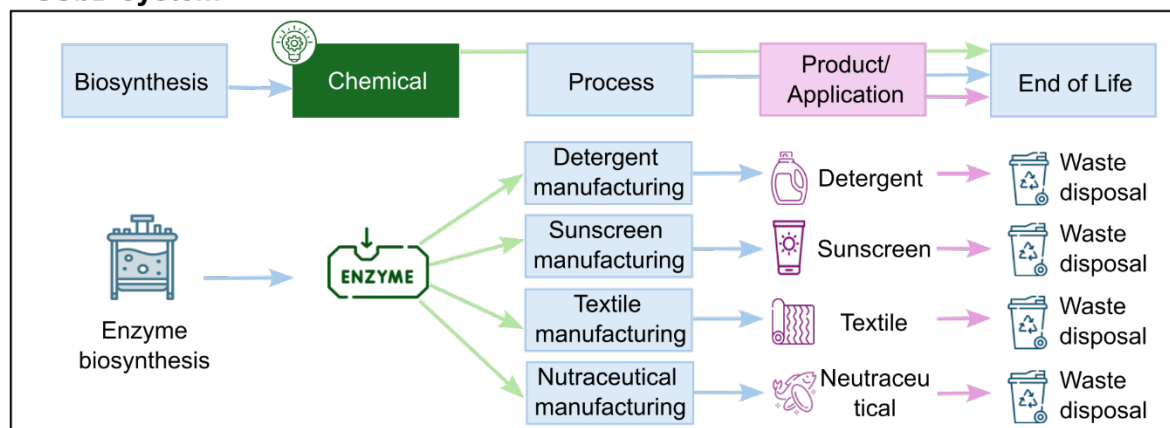 Biosynthesis
Chemical
Process
Product/
Application
End of Life
Enzyme
biosynthesis
ENZYME
Detergent
manufacturing
Detergent
Waste
disposal
Sunscreen
manufacturing
Sunscreen
Waste
disposal
Textile
manufacturing
Textile
Waste
disposal
Nutraceutical
manufacturing
Neutraceu
tical
Waste
disposal